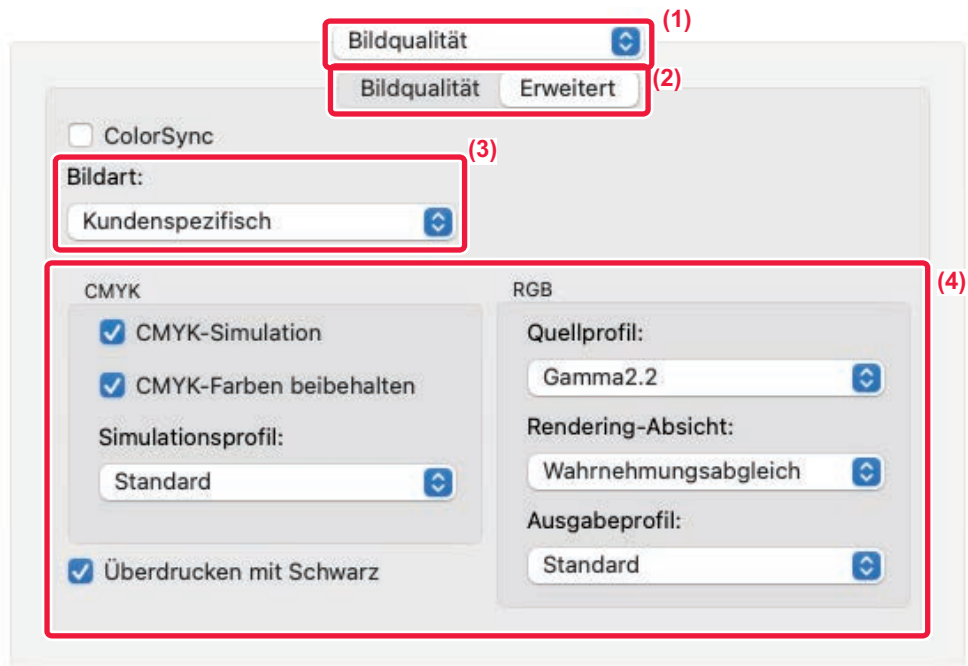 (1)
Bildqualität
(2)
Bildqualität Erweitert
ColorSync
(3)
Bildart:
Kundenspezifisch
(4)
CMYK
CMYK-Simulation
CMYK-Farben beibehalten
Simulationsprofil:
Standard
Überdrucken mit Schwarz
RGB
Quellprofil:
Gamma2.2
Rendering-Absicht:
Wahrnehmungsabgleich
Ausgabeprofil:
Standard